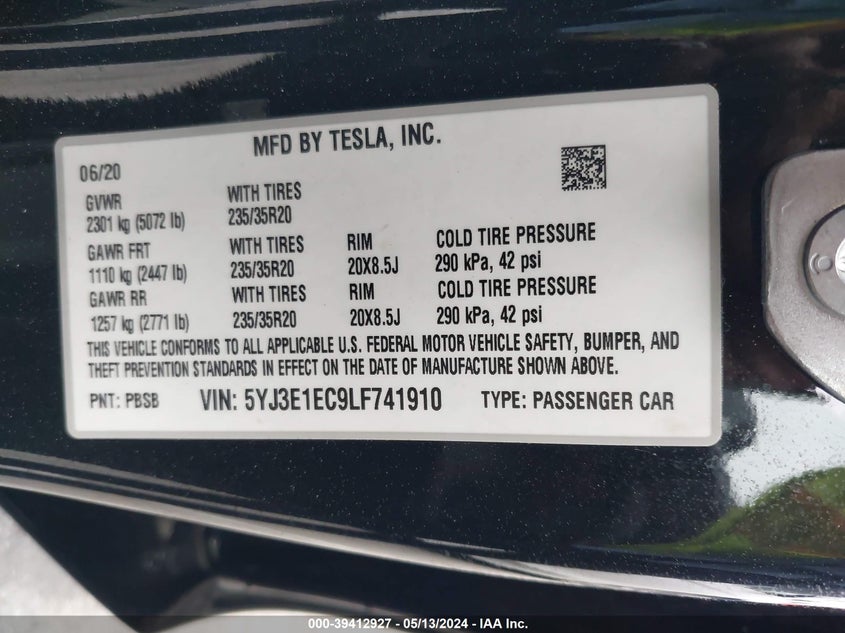 MFD BY TESLA, INC.
06/20
GVWR WITH TIRES
2301 kg (5072 lb) 235/35R20
GAWR FRT WITH TIRES RIM COLD TIRE PRESSURE
1110 kg (2447 lb) 235/35R20 20X8.5J 290 kPa, 42 psi
GAWR RR WITH TIRES RIM COLD TIRE PRESSURE
1257 kg (2771 lb) 235/35R20 20X8.5J 290 kPa, 42 psi
THIS VEHICLE CONFORMS TO ALL APPLICABLE U.S. FEDERAL MOTOR VEHICLE SAFETY, BUMPER, AND
THEFT PREVENTION STANDARDS IN EFFECT ON THE DATE OF MANUFACTURE SHOWN ABOVE.
PNT: PBSB VIN: 5YJ3E1EC9LF741910 TYPE: PASSENGER CAR
000-39412927 - 05/13/2024 - IAA Inc.